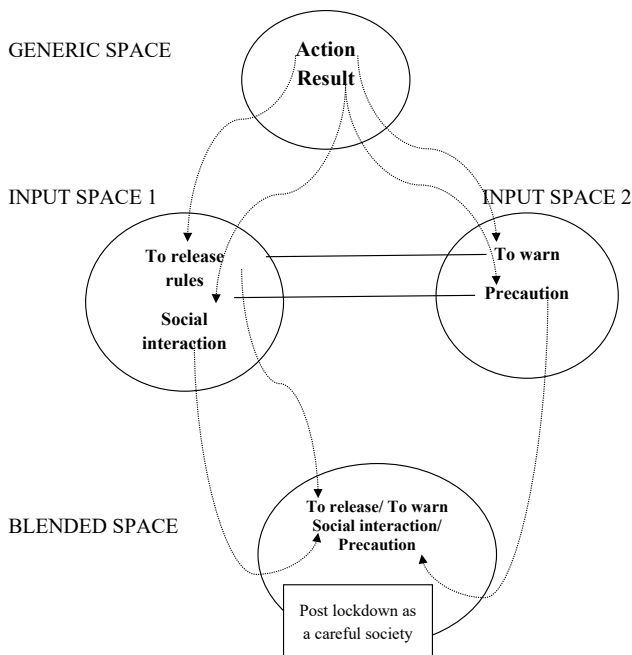 GENERIC SPACE
Action
Result
INPUT SPACE 1
INPUT SPACE 2
To release
rules
Social
interaction
To warn
Precaution
BLENDED SPACE
To release/ To warn
Social interaction/
Precaution
Post lockdown as
a careful society